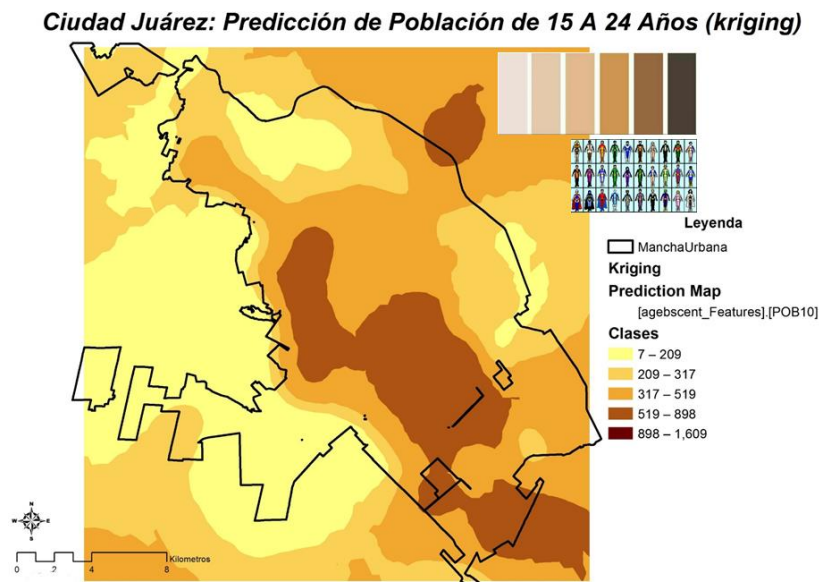 Ciudad Juárez: Predicción de Población de 15 A 24 Años (kriging)
Leyenda
ManchaUrbana
Kriging
Prediction Map
[agebscent_Features].[POB10]
Clases
7 – 209
209 – 317
317 – 519
519 – 898
898 – 1,609
N
W E
S
Kilometros
0 2 4 8